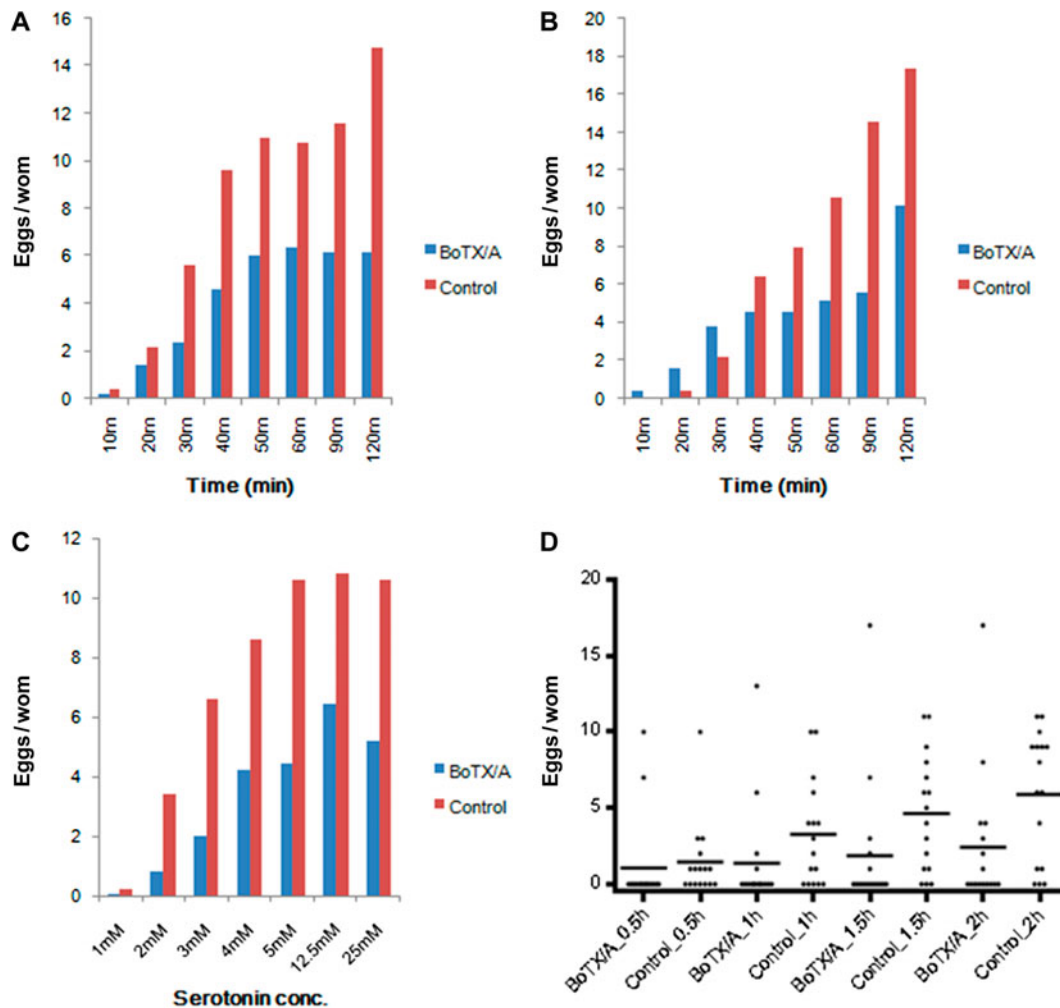 A
16
14
12
10
8
6
4
2
0
Eggs / wom
10m
20m
30m
40m
50m
60m
90m
120m
Time (min)
BoTX/A
Control
B
20
18
16
14
12
10
8
6
4
2
0
Eggs / wom
10m
20m
30m
40m
50m
60m
90m
120m
Time (min)
BoTX/A
Control
C
12
10
8
6
4
2
0
Eggs / wom
1mM
2mM
3mM
4mM
5mM
12.5mM
25mM
Serotonin conc.
BoTX/A
Control
D
20
15
10
5
0
Eggs / wom
BoTX/A_0.5h
Control_0.5h
BoTX/A_1h
Control_1h
BoTX/A_1.5h
Control_1.5h
BoTX/A_2h
Control_2h